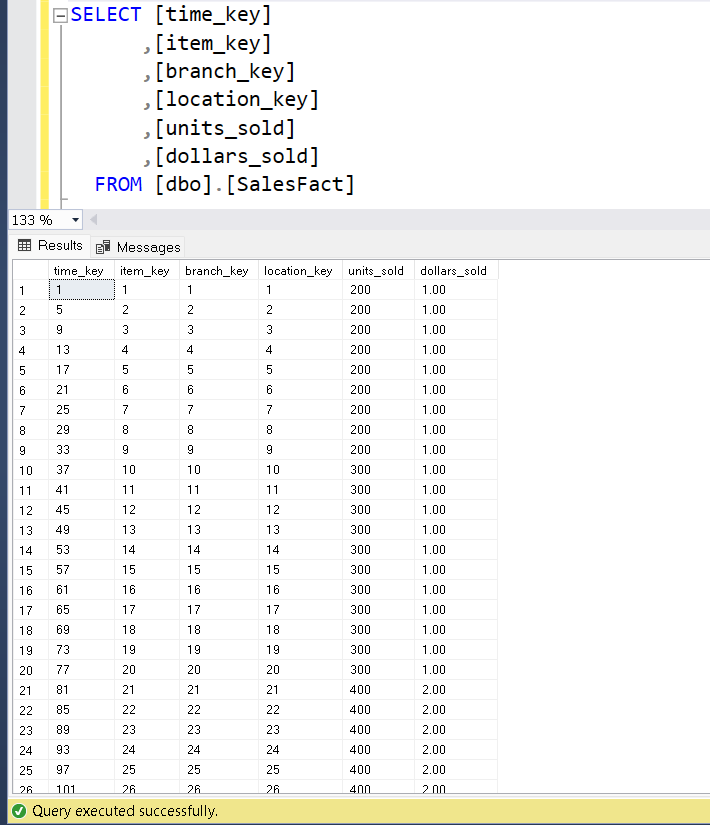 SELECT [time_key]
,[item_key]
,[branch_key]
,[location_key]
,[units_sold]
,[dollars_sold]
FROM [dbo].[SalesFact]
133 %
Results Messages
time_key item_key branch_key location_key units_sold dollars_sold
1 1 1 1 1 200 1.00
2 5 2 2 2 200 1.00
3 9 3 3 3 200 1.00
4 13 4 4 4 200 1.00
5 17 5 5 5 200 1.00
6 21 6 6 6 200 1.00
7 25 7 7 7 200 1.00
8 29 8 8 8 200 1.00
9 33 9 9 9 200 1.00
10 37 10 10 10 300 1.00
11 41 11 11 11 300 1.00
12 45 12 12 12 300 1.00
13 49 13 13 13 300 1.00
14 53 14 14 14 300 1.00
15 57 15 15 15 300 1.00
16 61 16 16 16 300 1.00
17 65 17 17 17 300 1.00
18 69 18 18 18 300 1.00
19 73 19 19 19 300 1.00
20 77 20 20 20 300 1.00
21 81 21 21 21 400 2.00
22 85 22 22 22 400 2.00
23 89 23 23 23 400 2.00
24 93 24 24 24 400 2.00
25 97 25 25 25 400 2.00
26 101 26 26 26 400 2.00
Query executed successfully.